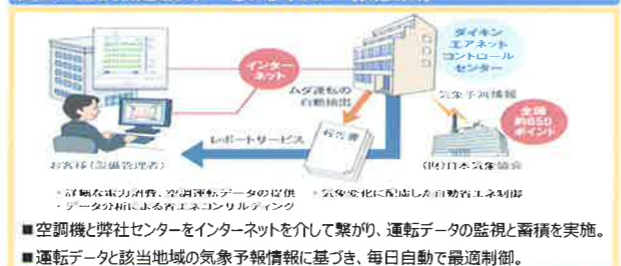 ダイキン
エアネット
コントロール
センター
インター
ネット
ムダ運転の
自動抽出
気象予測情報
全国
約850
ポイント
報告書
レポートサービス
お客様(設備管理者)
(財)日本気象協会
・詳細な電力消費、空調運転データの提供
・気象変化に配慮した自動省エネ制御
・データ分析による省エネコンサルティング
■空調機と弊社センターをインターネットを介して繋がり、運転データの監視と蓄積を実施。
■運転データと該当地域の気象予報情報に基づき、毎日自動で最適制御。